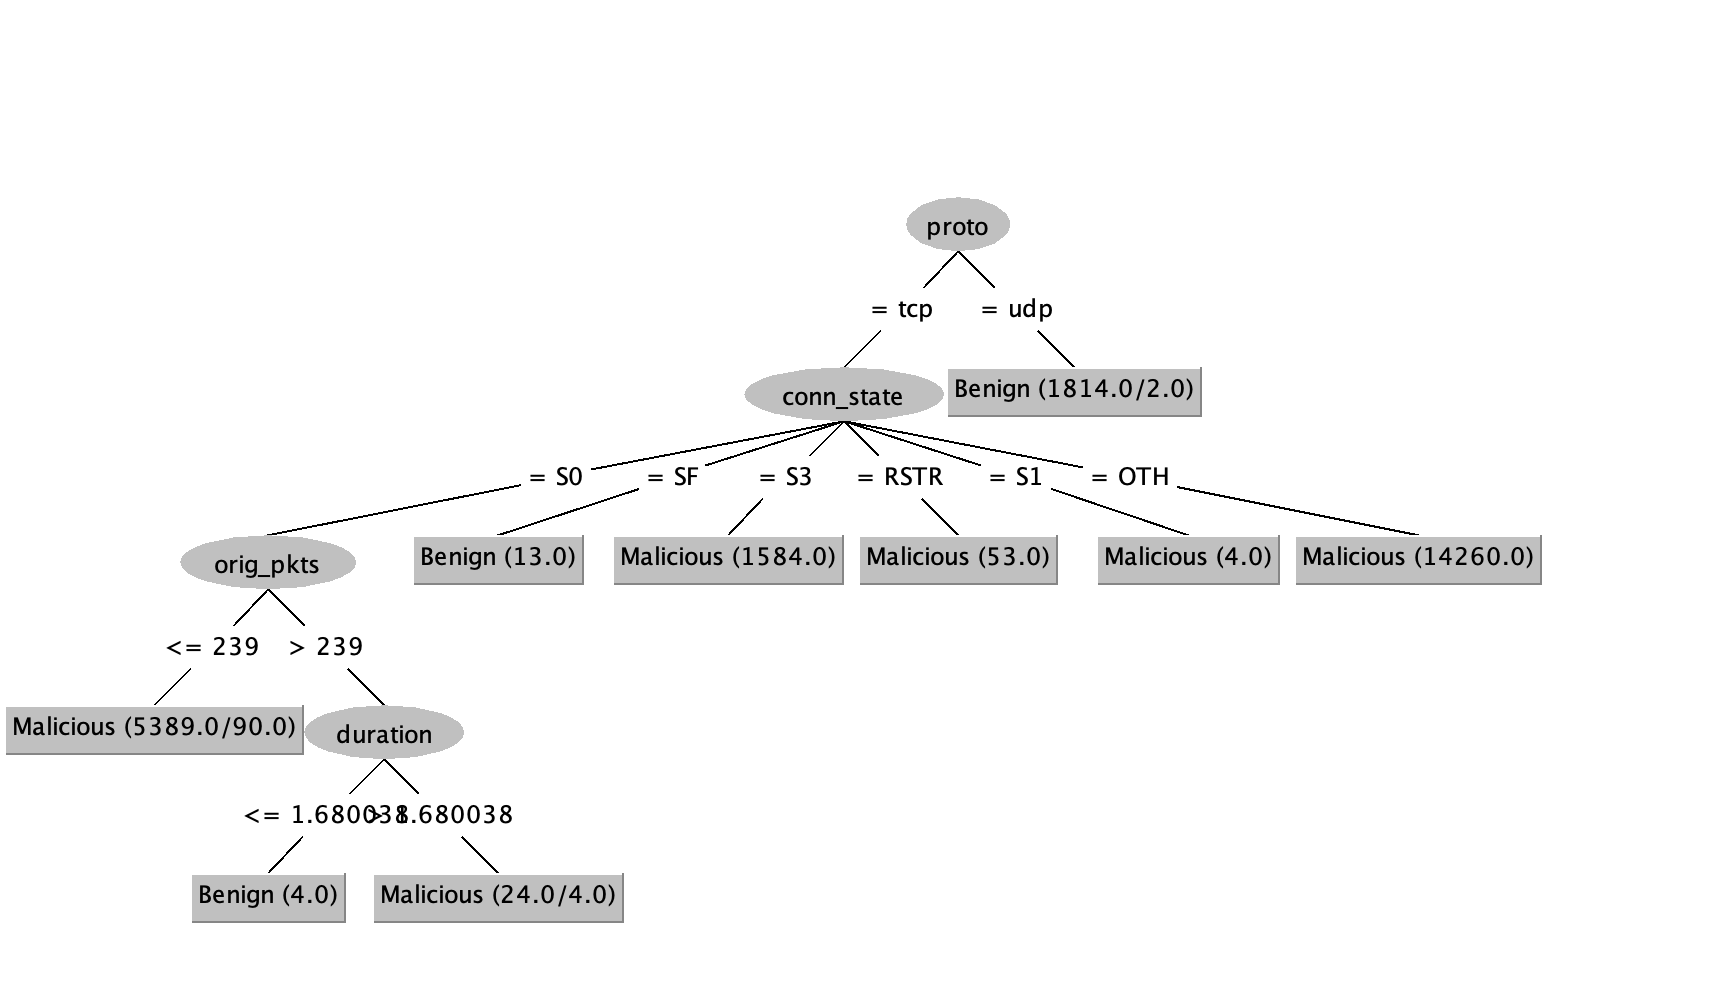 proto
= tcp
= udp
conn_state
Benign (1814.0/2.0)
= S0
= SF
= S3
= RSTR
= S1
= OTH
orig_pkts
Benign (13.0)
Malicious (1584.0)
Malicious (53.0)
Malicious (4.0)
Malicious (14260.0)
<= 239
> 239
Malicious (5389.0/90.0)
duration
<= 1.680038
> 1.680038
Benign (4.0)
Malicious (24.0/4.0)